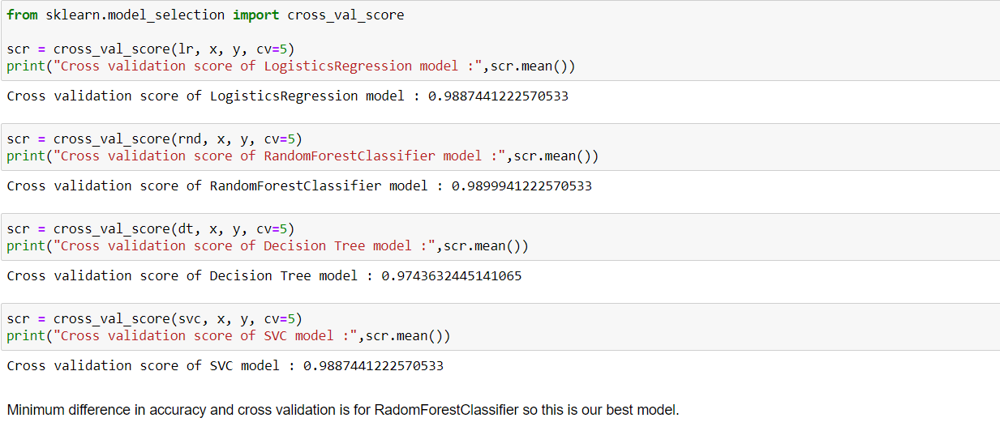 from sklearn.model_selection import cross_val_score
scr = cross_val_score(lr, x, y, cv=5)
print("Cross validation score of LogisticsRegression model :",scr.mean())
Cross validation score of LogisticsRegression model : 0.9887441222570533
scr = cross_val_score(rnd, x, y, cv=5)
print("Cross validation score of RandomForestClassifier model :",scr.mean())
Cross validation score of RandomForestClassifier model : 0.9899941222570533
scr = cross_val_score(dt, x, y, cv=5)
print("Cross validation score of Decision Tree model :",scr.mean())
Cross validation score of Decision Tree model : 0.9743632445141065
scr = cross_val_score(svc, x, y, cv=5)
print("Cross validation score of SVC model :",scr.mean())
Cross validation score of SVC model : 0.9887441222570533
Minimum difference in accuracy and cross validation is for RadomForestClassifier so this is our best model.